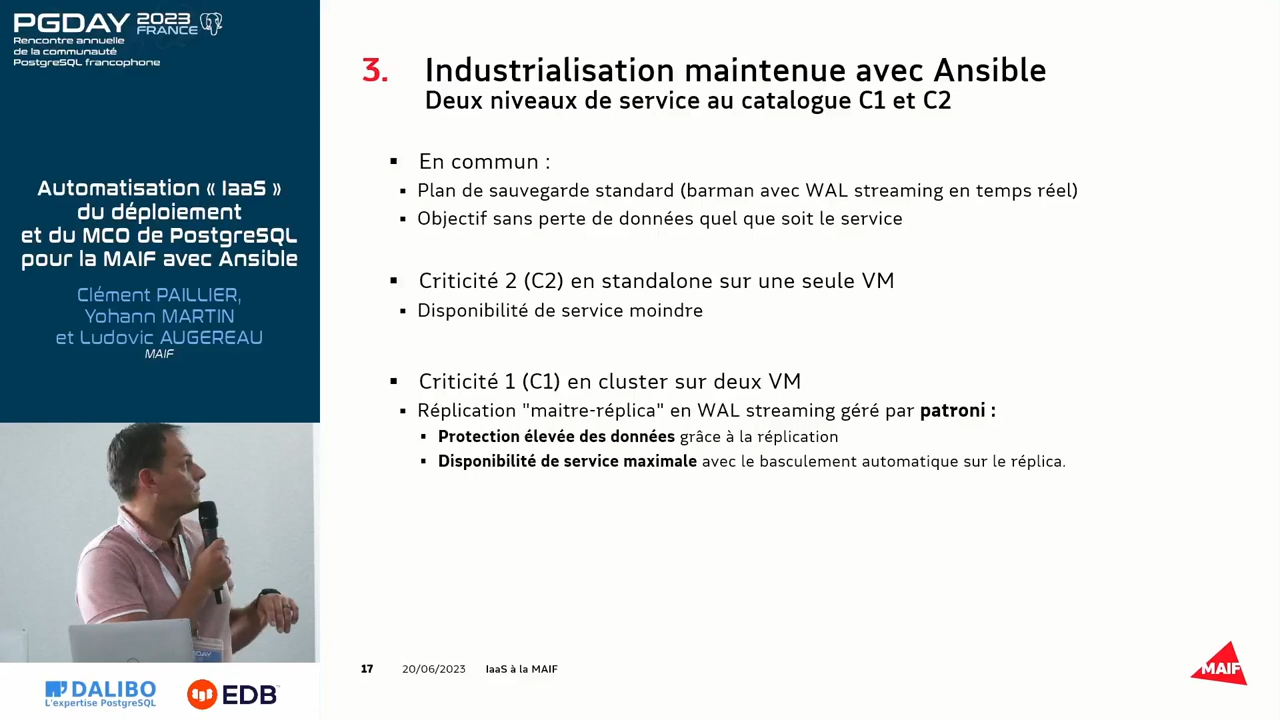 PGDAY 2023 FRANCE
Rencontre annuelle
de la communauté
PostgreSQL francophone
Automatisation « IaaS »
du déploiement
et du MCO de PostgreSQL
pour la MAIF avec Ansible
Clément PAILLIER,
Yohann MARTIN
et Ludovic AUGEREAU
MAIF
DALIBO
L'expertise PostgreSQL
EDB
3. Industrialisation maintenue avec Ansible
Deux niveaux de service au catalogue C1 et C2
▪ En commun :
▪ Plan de sauvegarde standard (barman avec WAL streaming en temps réel)
▪ Objectif sans perte de données quel que soit le service
▪ Criticité 2 (C2) en standalone sur une seule VM
▪ Disponibilité de service moindre
▪ Criticité 1 (C1) en cluster sur deux VM
▪ Réplication "maitre-réplica" en WAL streaming géré par patroni :
▪ Protection élevée des données grâce à la réplication
▪ Disponibilité de service maximale avec le basculement automatique sur le réplica.
17 20/06/2023 IaaS à la MAIF
MAIF